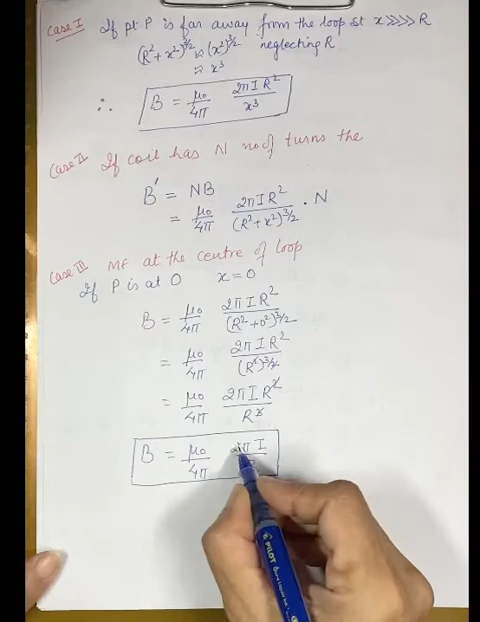 Case I If pt P is far away from the loop st x >>>> R
(R² + x²)^3/2 ≈ (x²)^3/2 neglecting R
≈ x³
∴ B = μ₀/4π 2πIR²/x³
Case II If coil has N no of turns the
B' = NB
= μ₀/4π 2πIR²/(R²+x²)^3/2 . N
Case III MF at the centre of loop
If P is at O x = 0
B = μ₀/4π 2πIR²/(R²+0²)^3/2
= μ₀/4π 2πIR²/(R²)^3/2
= μ₀/4π 2πIR²/R
B = μ₀/4π 2πI
PILOT